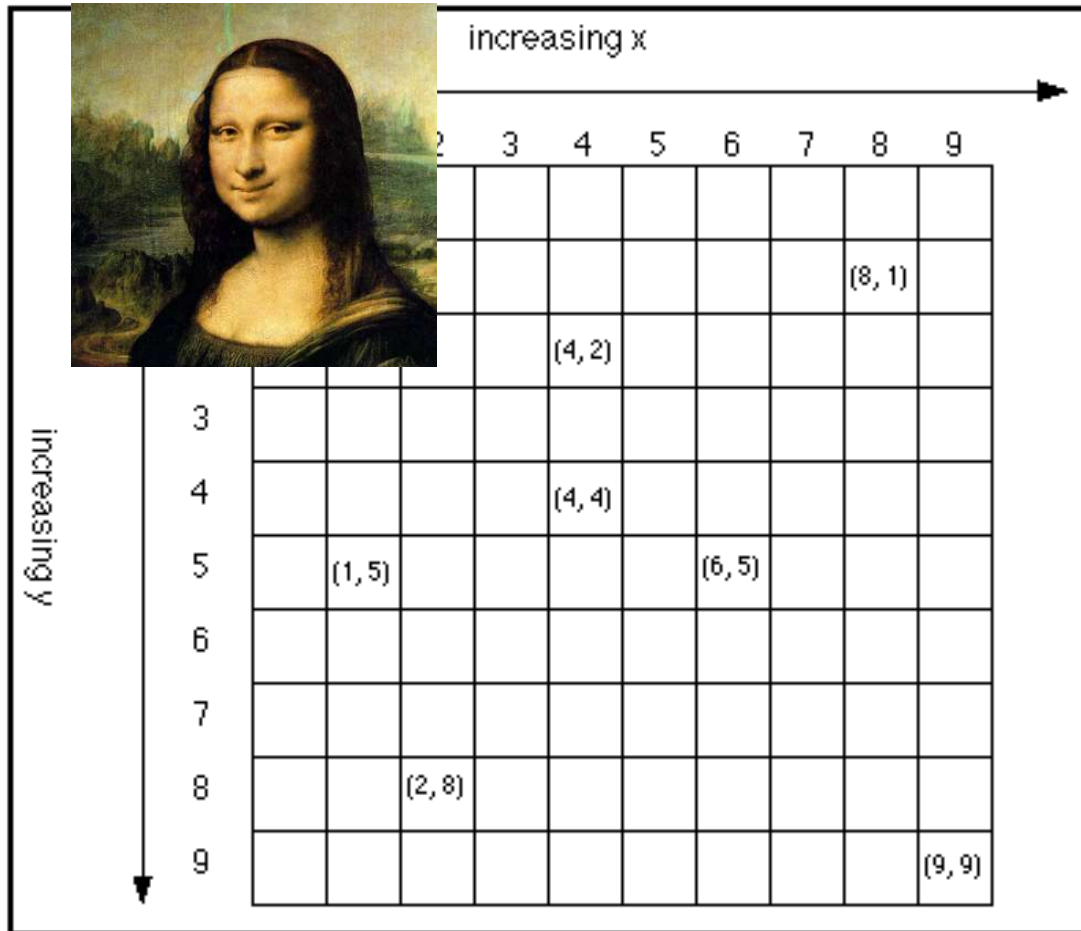 increasing x
2 3 4 5 6 7 8 9
(8, 1)
(4, 2)
3
4 (4, 4)
increasing y
5 (1, 5) (6, 5)
6
7
8 (2, 8)
9 (9, 9)